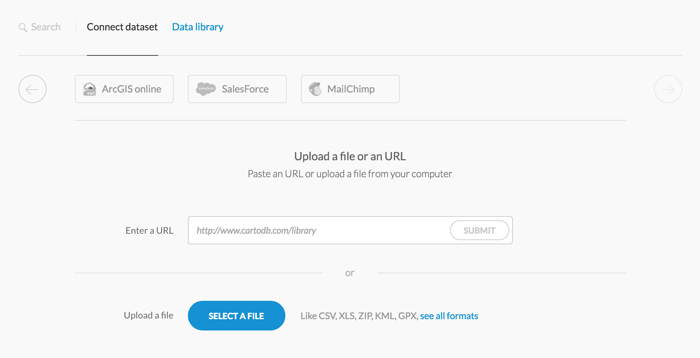 Search Connect dataset Data library
ArcGIS online SalesForce MailChimp
Upload a file or an URL
Paste an URL or upload a file from your computer
Enter a URL http://www.cartodb.com/library SUBMIT
or
Upload a file SELECT A FILE Like CSV, XLS, ZIP, KML, GPX, see all formats